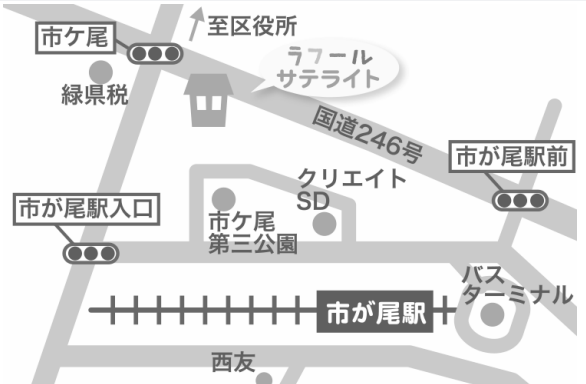 至区役所
市ケ尾
ラフール
サテライト
緑県税
国道246号
市が尾駅前
クリエイト
SD
市が尾駅入口
市ケ尾
第三公園
バス
ターミナル
市が尾駅
西友